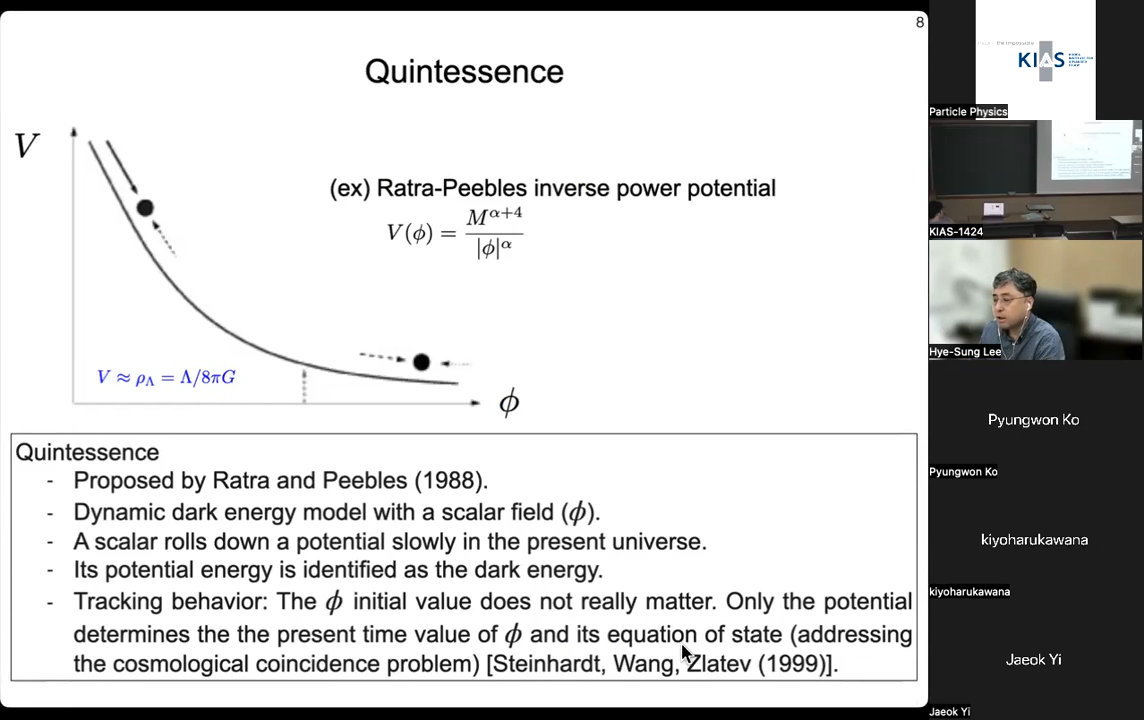 8
Quintessence
V
(ex) Ratra-Peebles inverse power potential
V(ϕ) = M^{α+4} / |ϕ|^α
V ≈ ρ_Λ = Λ/8πG
ϕ
Quintessence
- Proposed by Ratra and Peebles (1988).
- Dynamic dark energy model with a scalar field (ϕ).
- A scalar rolls down a potential slowly in the present universe.
- Its potential energy is identified as the dark energy.
- Tracking behavior: The ϕ initial value does not really matter. Only the potential
determines the the present time value of ϕ and its equation of state (addressing
the cosmological coincidence problem) [Steinhardt, Wang, Zlatev (1999)].
KIAS
Particle Physics
KIAS-1424
Hye-Sung Lee
Pyungwon Ko
Pyungwon Ko
kiyoharukawana
kiyoharukawana
Jaeok Yi
Jaeok Yi